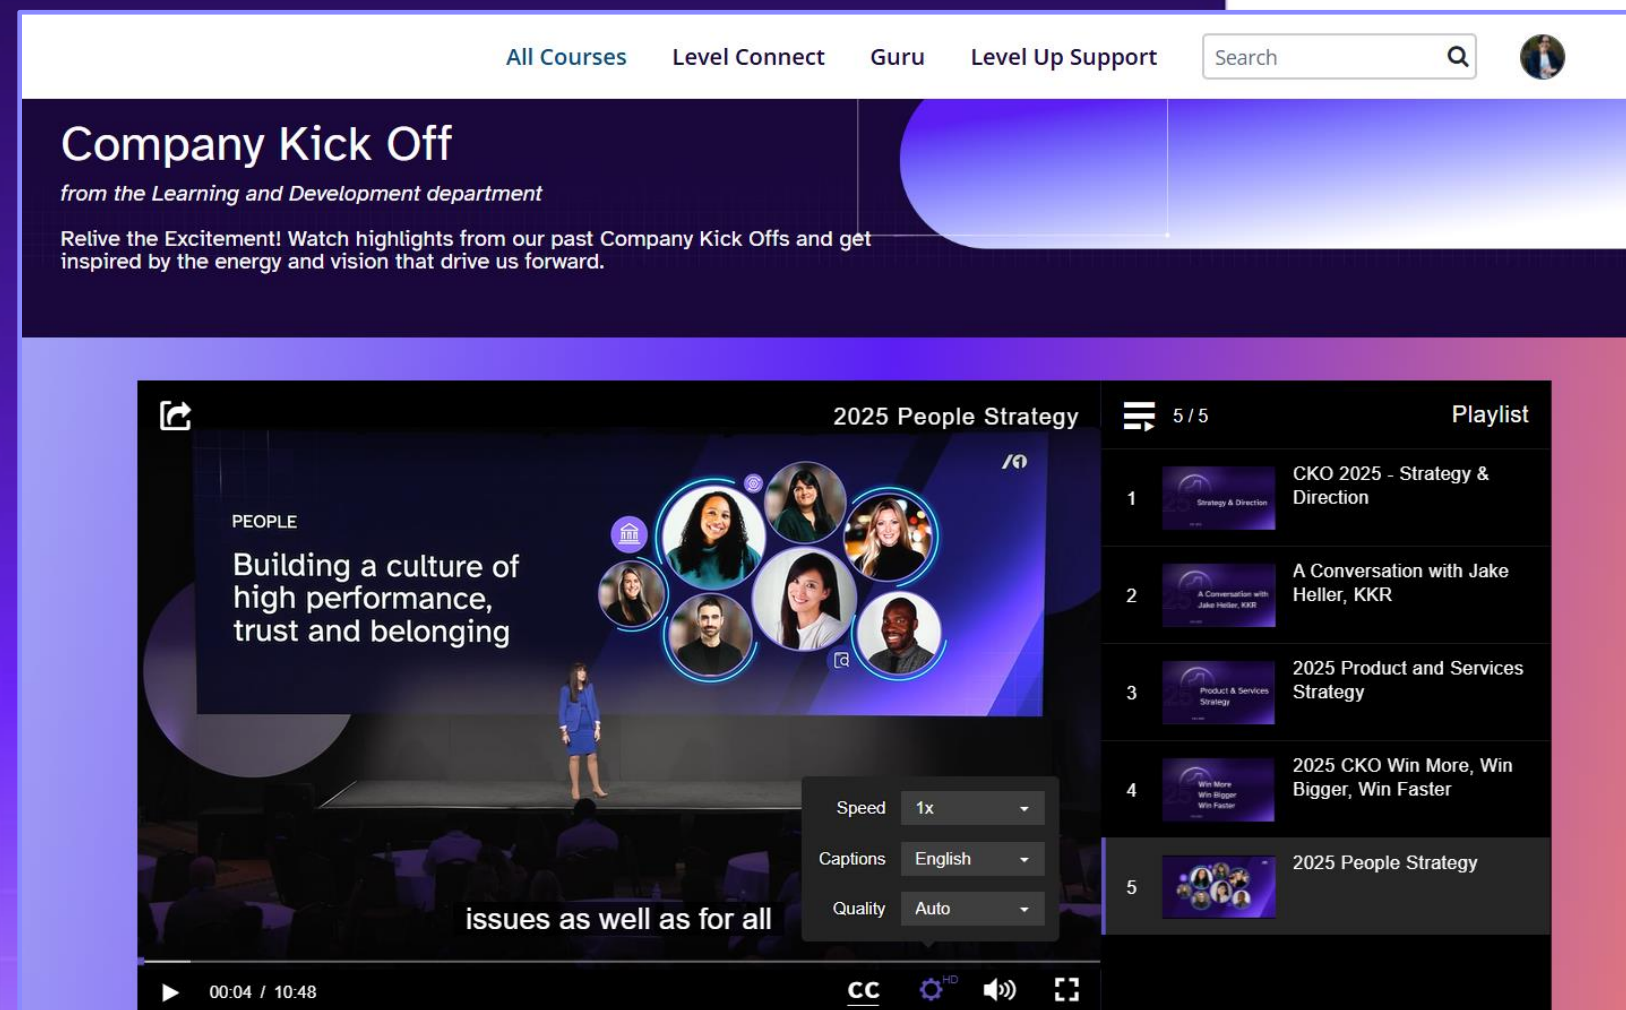 All Courses Level Connect Guru Level Up Support Search
Company Kick Off
from the Learning and Development department
Relive the Excitement! Watch highlights from our past Company Kick Offs and get
inspired by the energy and vision that drive us forward.
2025 People Strategy
PEOPLE
Building a culture of
high performance,
trust and belonging
Speed 1x
Captions English
Quality Auto
issues as well as for all
00:04 / 10:48
CC
HD
5/5 Playlist
1
Strategy & Direction
CKO 2025 - Strategy &
Direction
2
A Conversation with
Jake Heller, KKR
A Conversation with Jake
Heller, KKR
3
Product & Services
Strategy
2025 Product and Services
Strategy
4
Win More
Win Bigger
Win Faster
2025 CKO Win More, Win
Bigger, Win Faster
5
2025 People Strategy